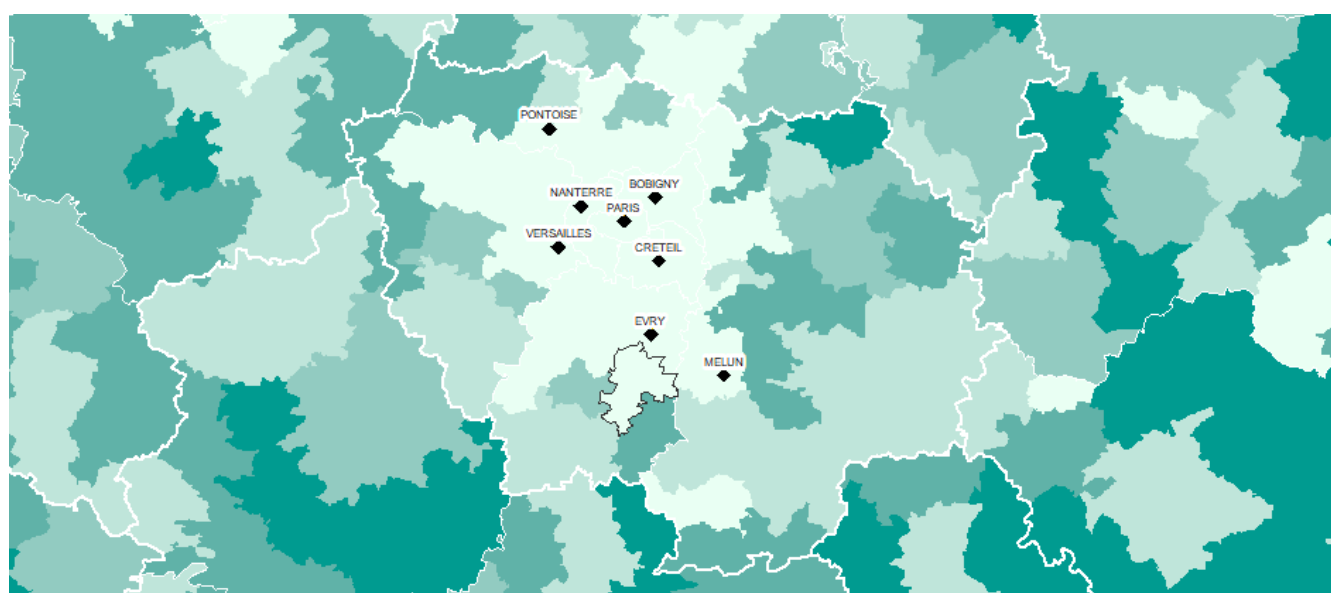 PONTOISE
BOBIGNY
NANTERRE
PARIS
VERSAILLES
CRETEIL
EVRY
MELUN